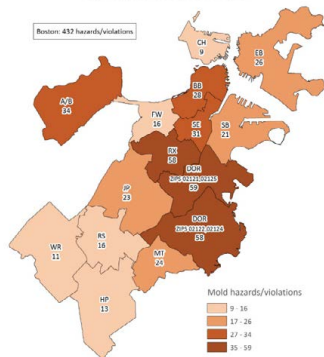 Boston: 432 hazards/violations
CH
9
EB
26
A/B
34
BB
28
FW
16
SE
31
SB
21
RX
58
DOR
ZIPS 02121, 02125
59
JP
23
DOR
ZIPS 02122, 02124
58
RS
16
WR
11
MT
24
HP
13
Mold hazards/violations
9 - 16
17 - 26
27 - 34
35 - 59